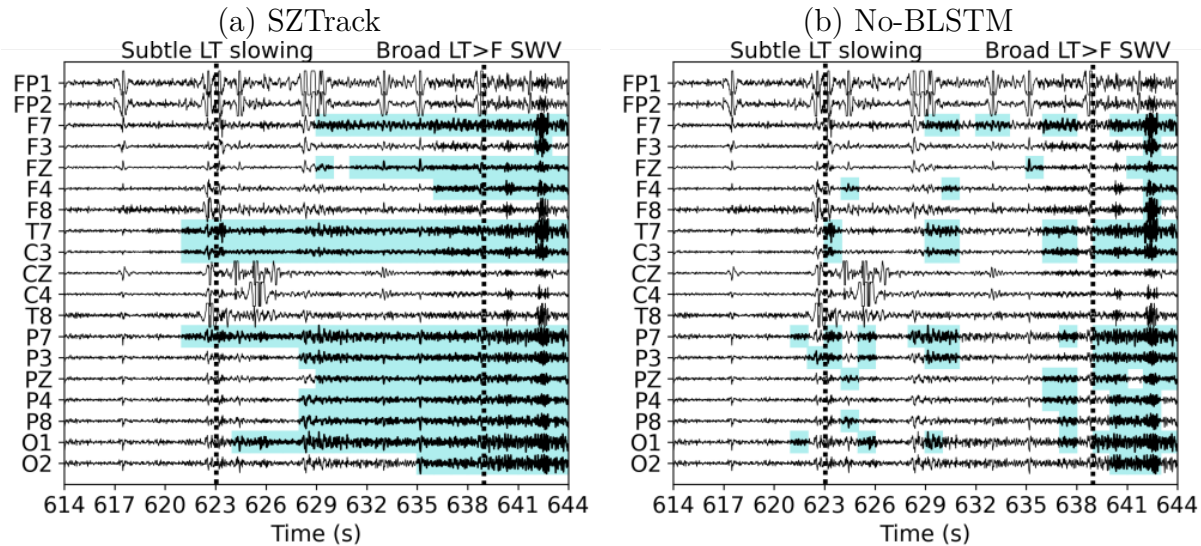 (a) SZTrack
Subtle LT slowing Broad LT>F SWV
FP1
FP2
F7
F3
FZ
F4
F8
T7
C3
CZ
C4
T8
P7
P3
PZ
P4
P8
O1
O2
614 617 620 623 626 629 632 635 638 641 644
Time (s)
(b) No-BLSTM
Subtle LT slowing Broad LT>F SWV
FP1
FP2
F7
F3
FZ
F4
F8
T7
C3
CZ
C4
T8
P7
P3
PZ
P4
P8
O1
O2
614 617 620 623 626 629 632 635 638 641 644
Time (s)